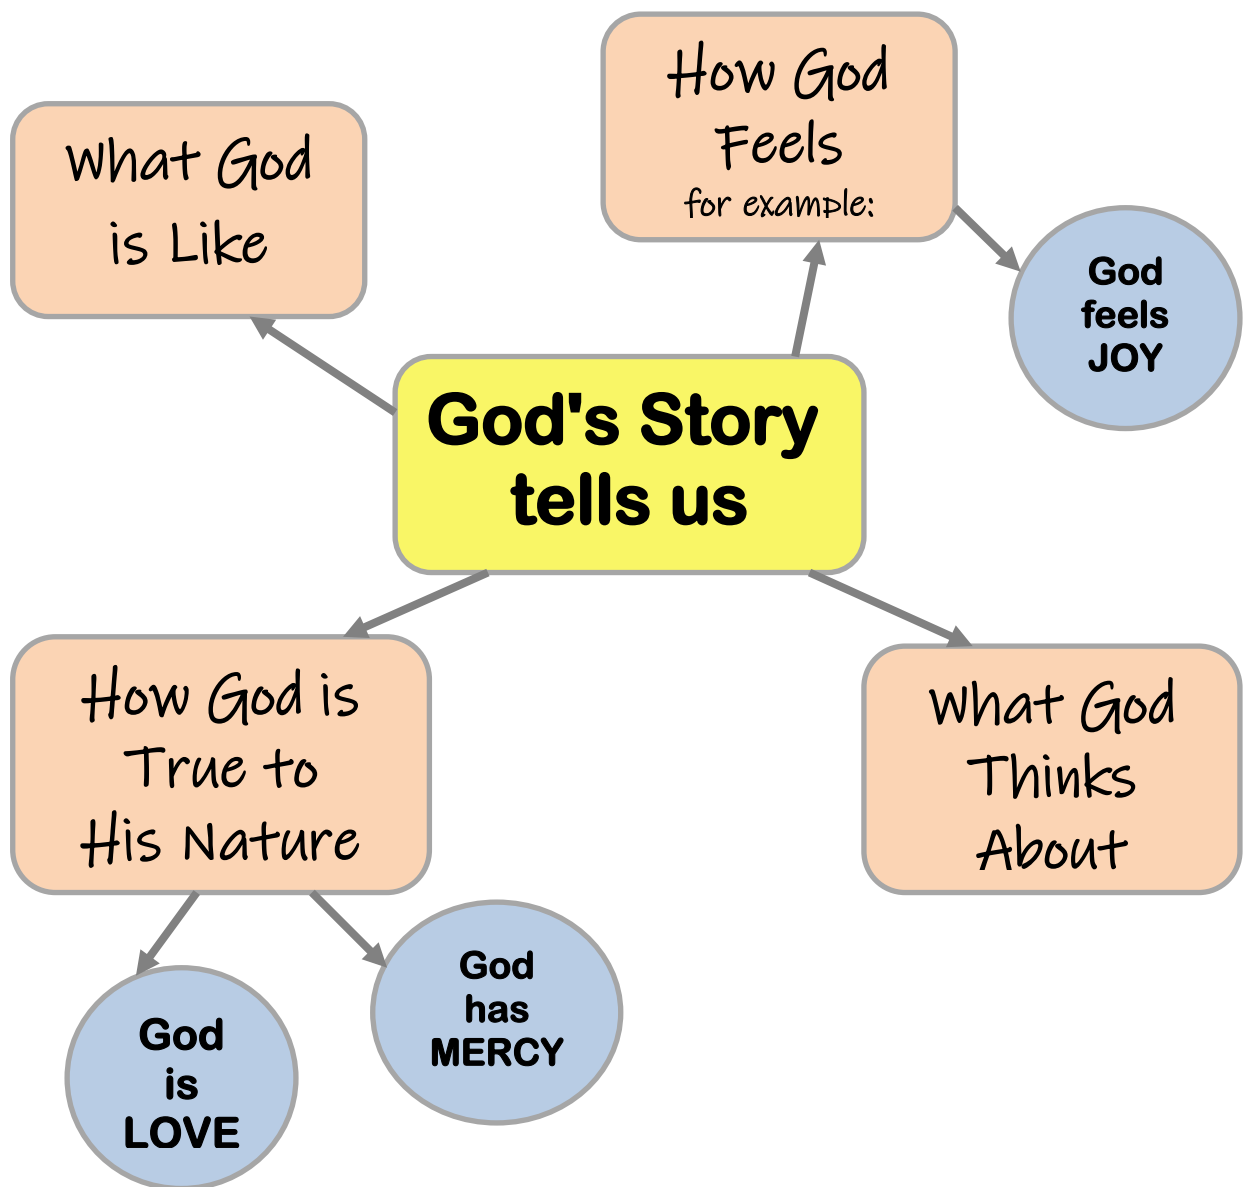 What God
is Like
How God
Feels
for example:
God
feels
JOY
God's Story
tells us
How God is
True to
His Nature
What God
Thinks
About
God
is
LOVE
God
has
MERCY